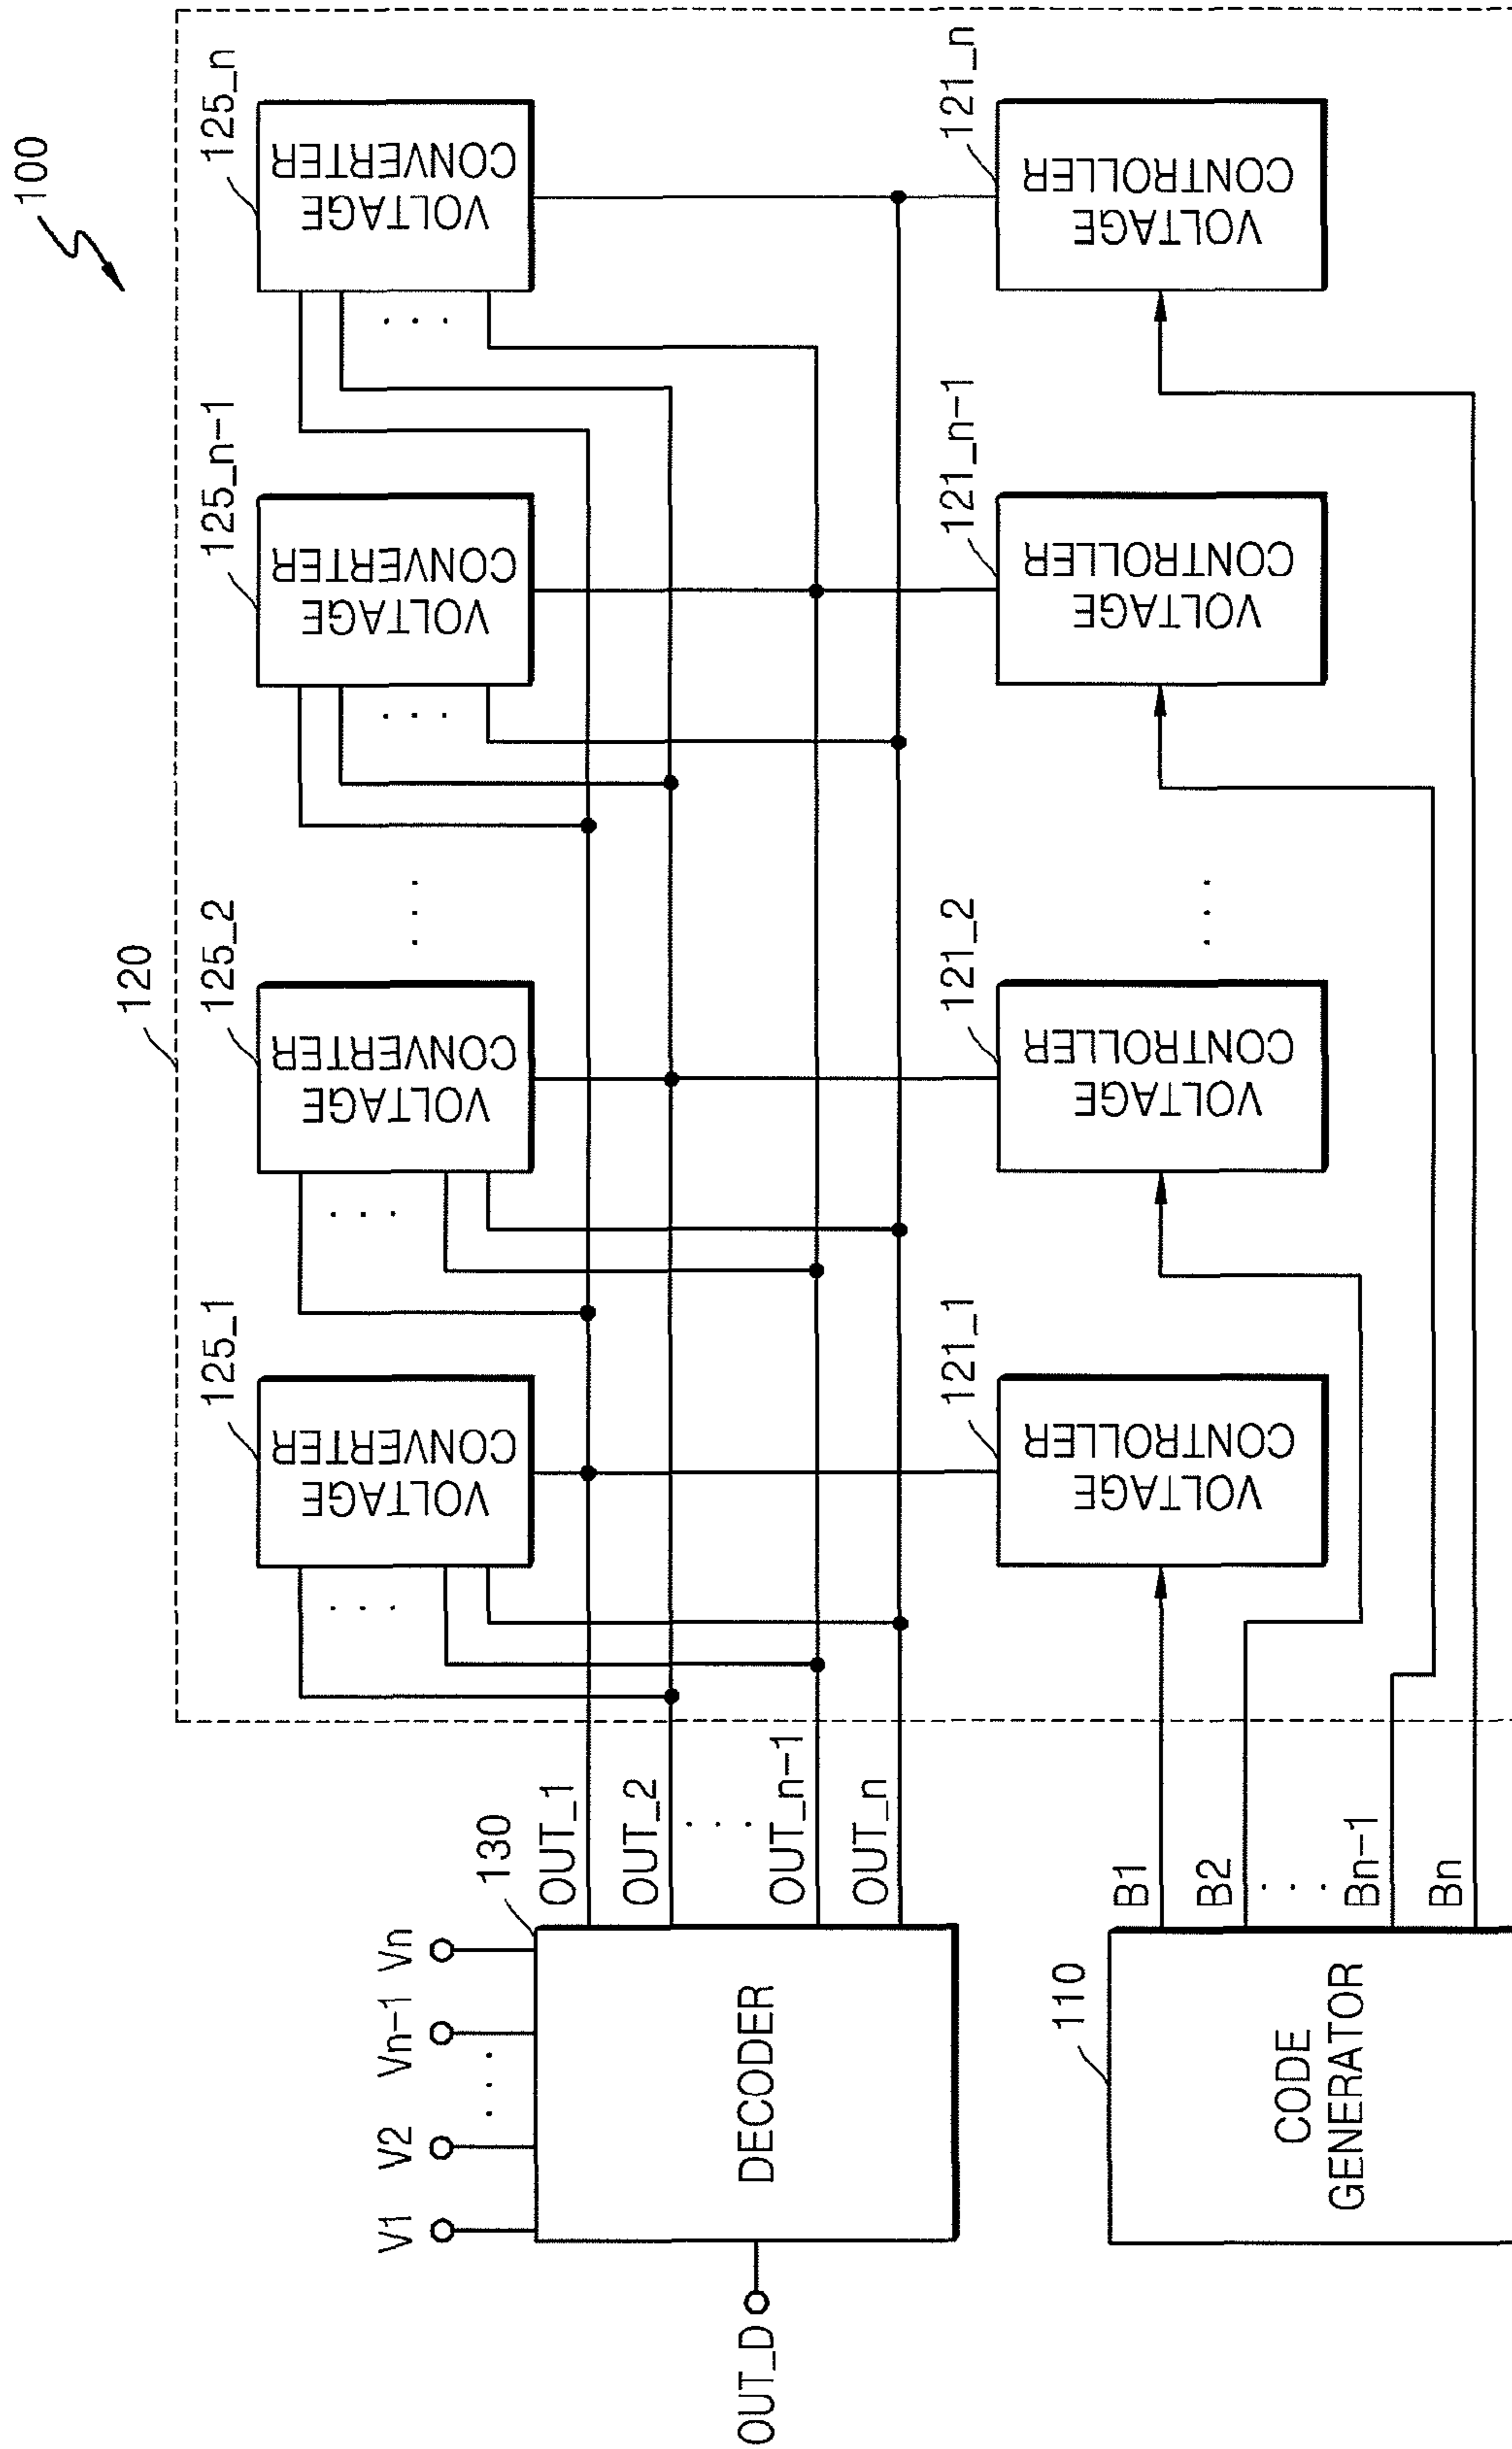 100
120
125_1
125_2
125_n-1
125_n
VOLTAGE
CONVERTER
VOLTAGE
CONVERTER
VOLTAGE
CONVERTER
VOLTAGE
CONVERTER
V1
V2
. . .
Vn-1
Vn
130
DECODER
OUT_D
OUT_1
OUT_2
. . .
OUT_n-1
OUT_n
121_1
121_2
121_n-1
121_n
VOLTAGE
CONTROLLER
VOLTAGE
CONTROLLER
VOLTAGE
CONTROLLER
VOLTAGE
CONTROLLER
110
CODE
GENERATOR
B1
B2
. . .
Bn-1
Bn